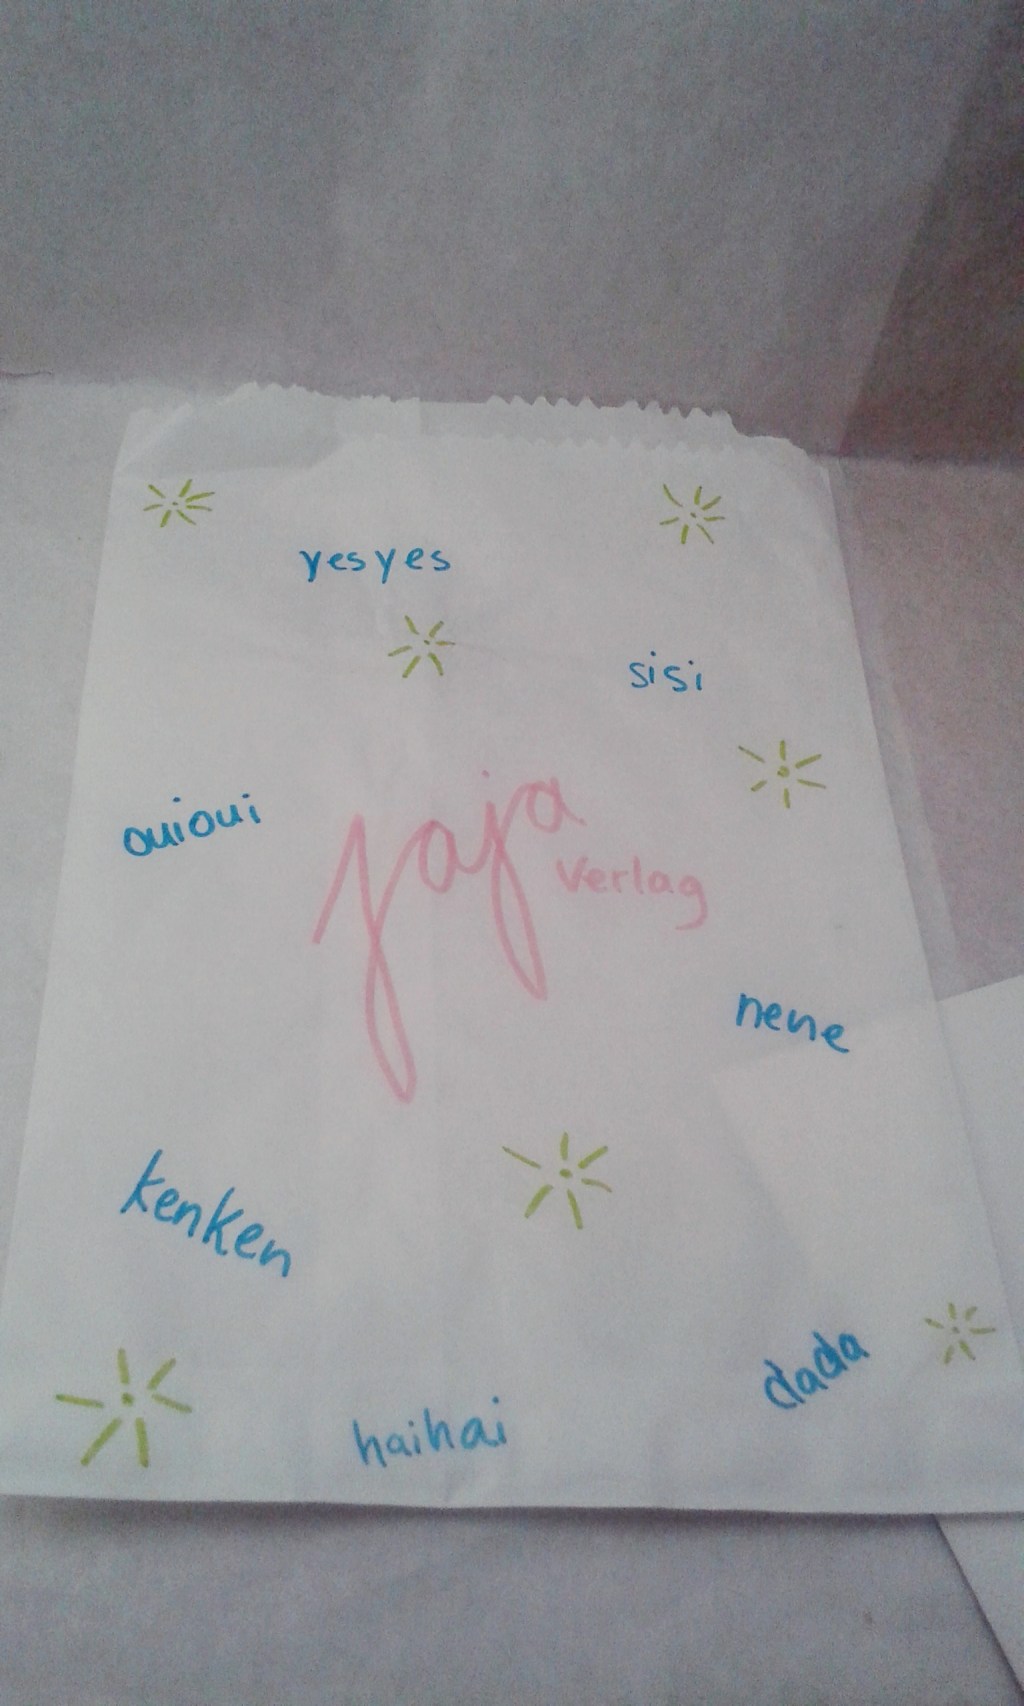 yesyes
sisi
ouioui
jaja
Verlag
nene
kenken
dada
haihai